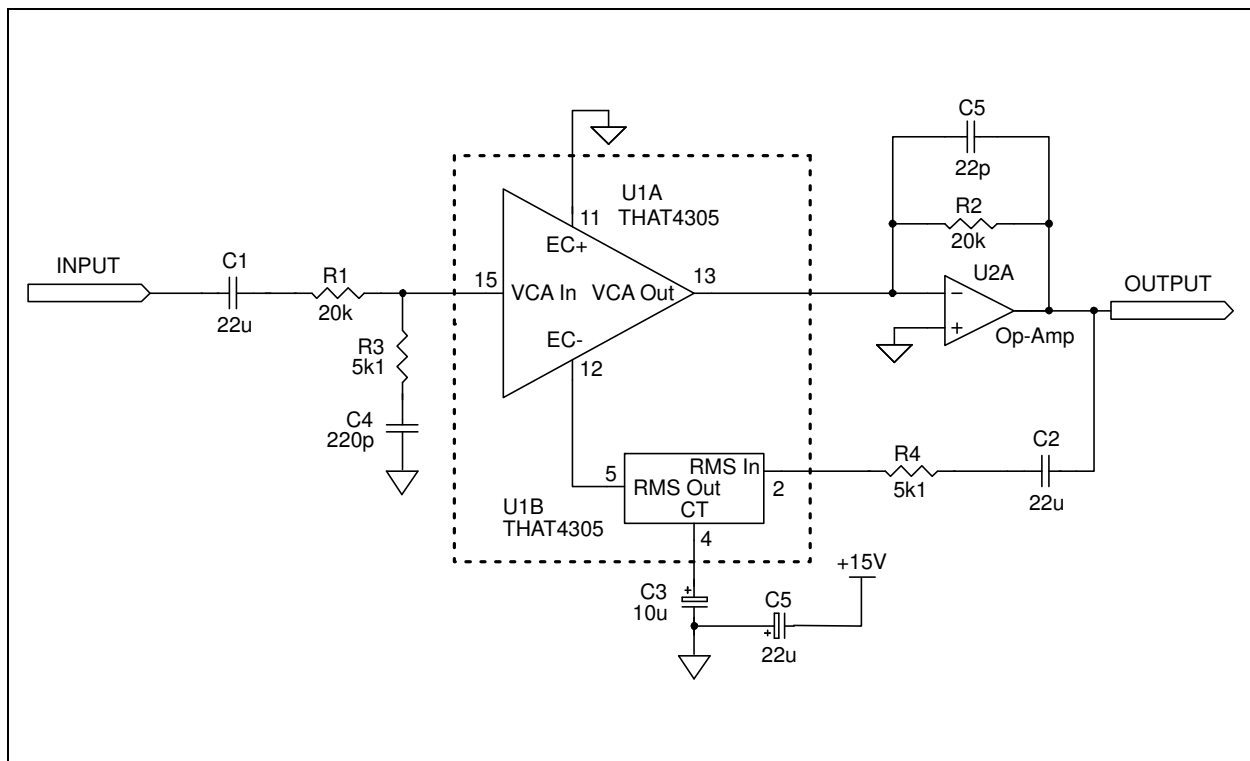 C5
22p
R2
20k
U2A
−
+
Op-Amp
OUTPUT
INPUT
C1
22u
R1
20k
R3
5k1
C4
220p
U1A
THAT4305
11
EC+
15
VCA In
VCA Out
13
EC-
12
5
RMS In
RMS Out
2
CT
4
U1B
THAT4305
R4
5k1
C2
22u
+
C3
10u
+15V
C5
+
22u